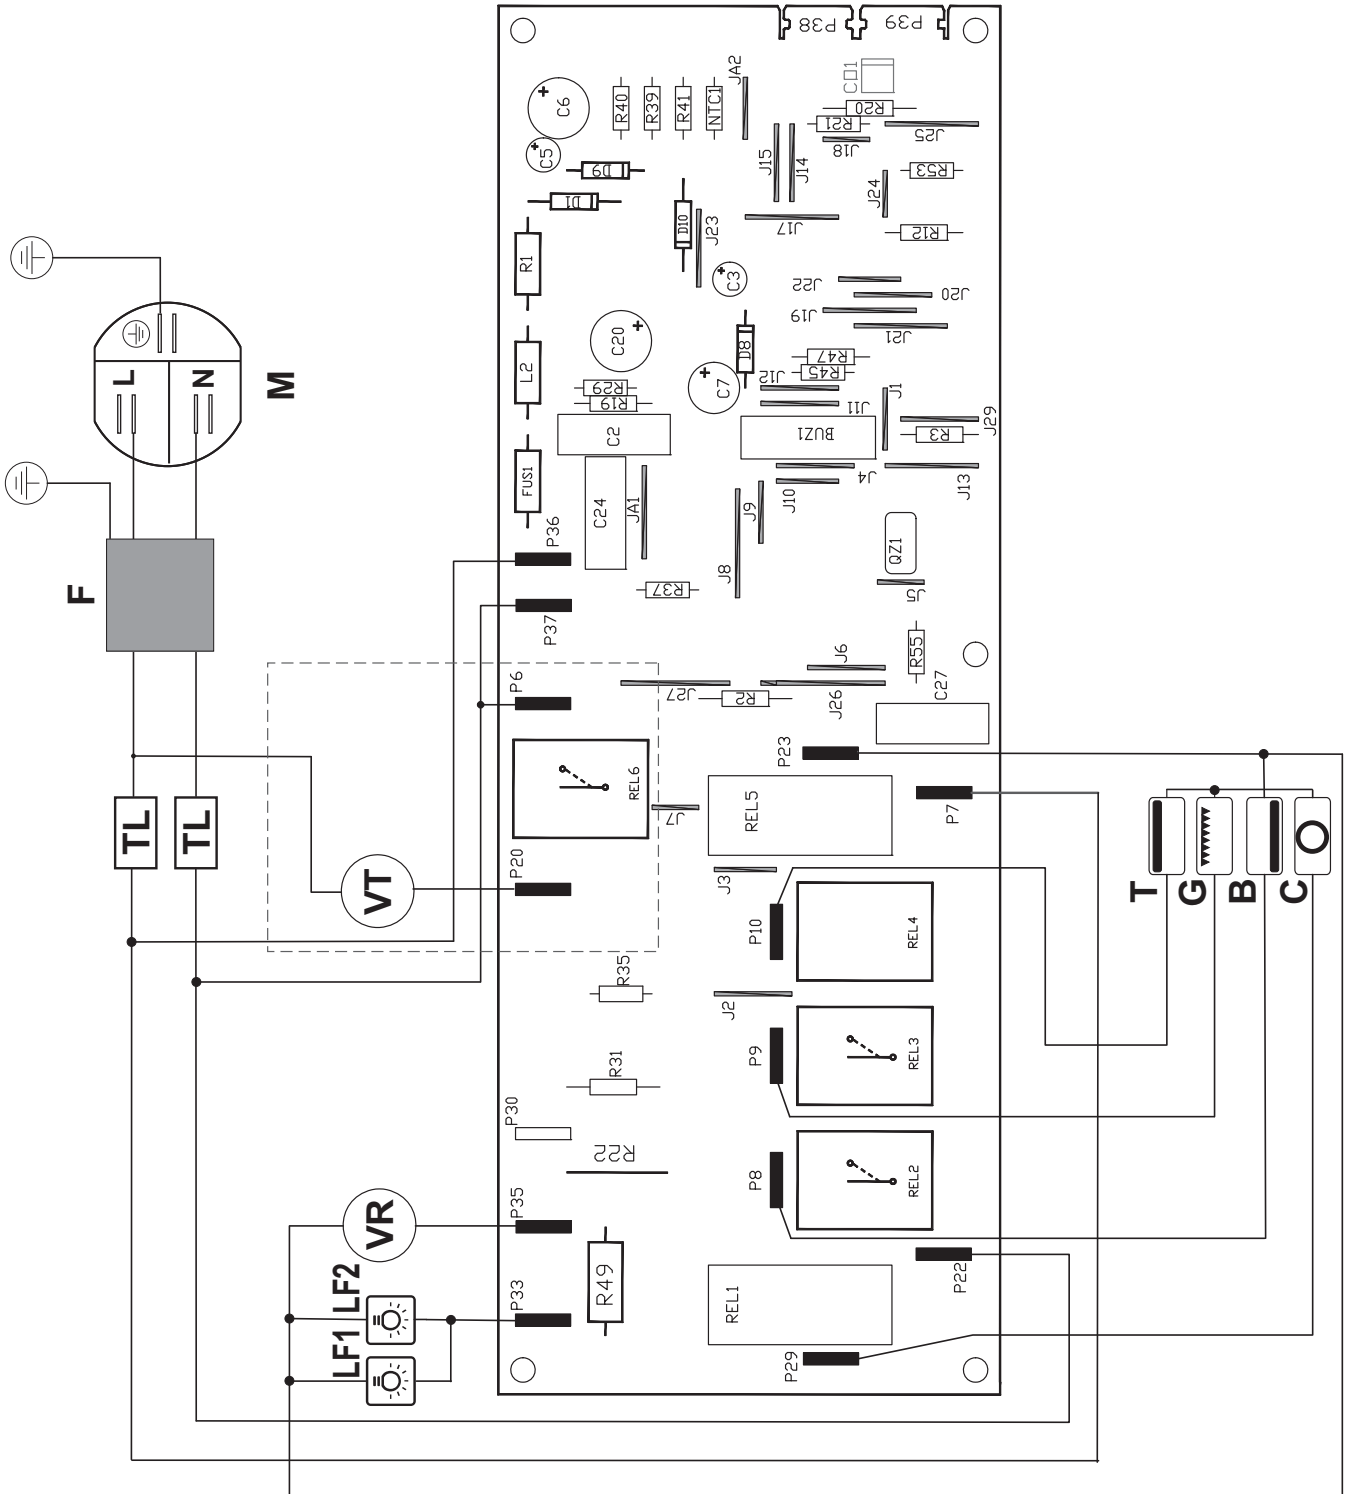 P38
P39
CD1
JA2
C6
R40
R39
R41
NTC1
R20
R21
J18
J25
C5
D9
J15
J14
R53
J24
D1
D10
J23
J17
R12
R1
C3
J22
J20
J19
J21
C20
D8
R47
R45
L
N
M
L2
R29
R19
C7
J12
J11
J1
C2
BUZ1
R3
J29
FUS1
C24
JA1
J4
J10
J13
J9
P36
QZ1
J8
F
R37
J5
P37
R55
J6
P6
J27
R2
J26
C27
P23
REL6
REL5
P7
TL
TL
J7
P20
VT
J3
T
G
B
C
P10
REL4
R35
J2
P9
REL3
R31
P30
R22
P8
REL2
P35
VR
P22
LF1 LF2
P33
R49
REL1
P29